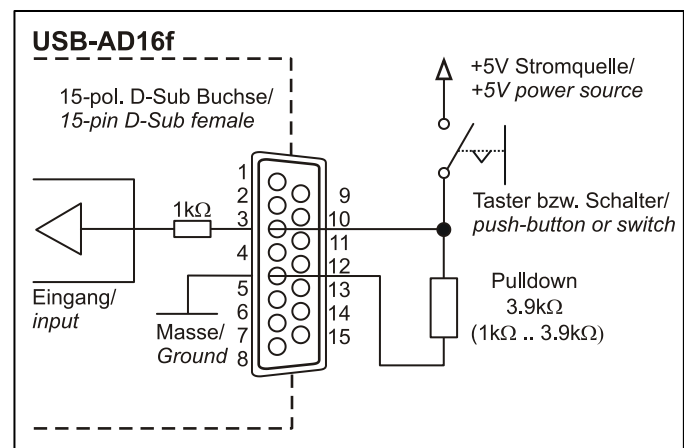 USB-AD16f
15-pol. D-Sub Buchse/
15-pin D-Sub female
+5V Stromquelle/
+5V power source
Taster bzw. Schalter/
push-button or switch
1
2
3
4
5
6
7
8
9
10
11
12
13
14
15
1kΩ
Eingang/
input
Masse/
Ground
Pulldown
3.9kΩ
(1kΩ .. 3.9kΩ)